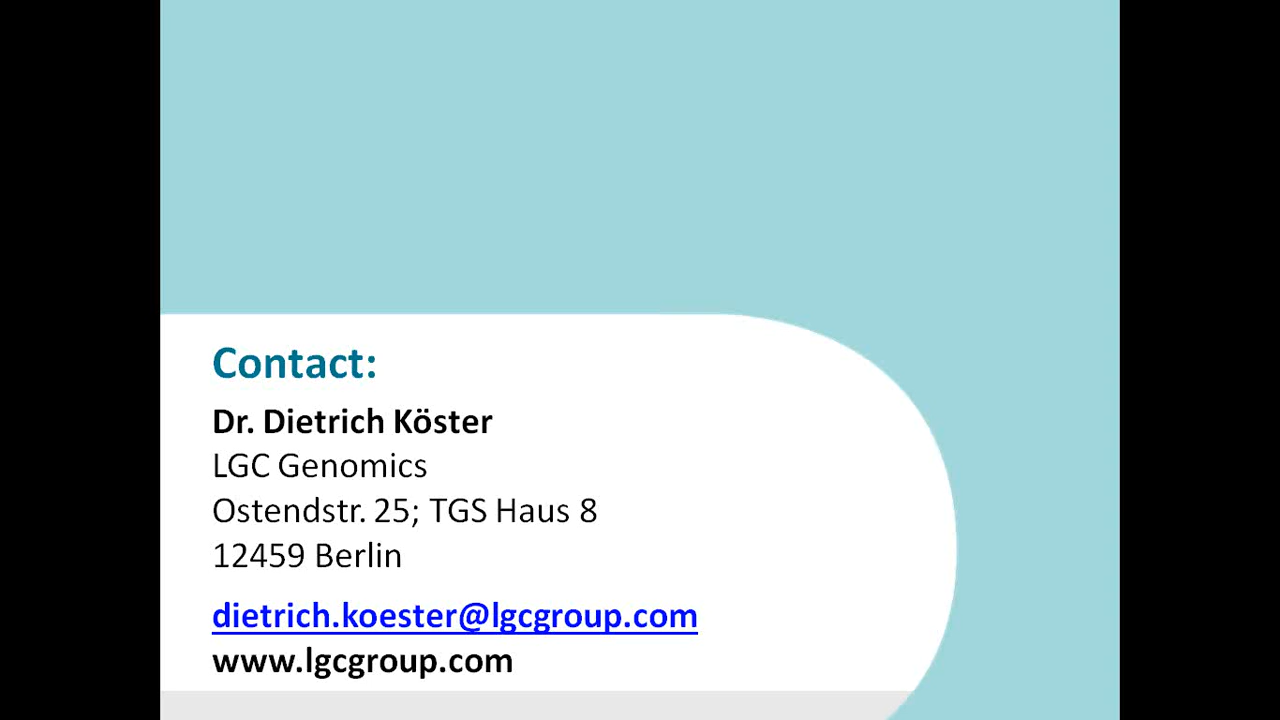 Contact:
Dr. Dietrich Köster
LGC Genomics
Ostendstr. 25; TGS Haus 8
12459 Berlin
dietrich.koester@lgcgroup.com
www.lgcgroup.com